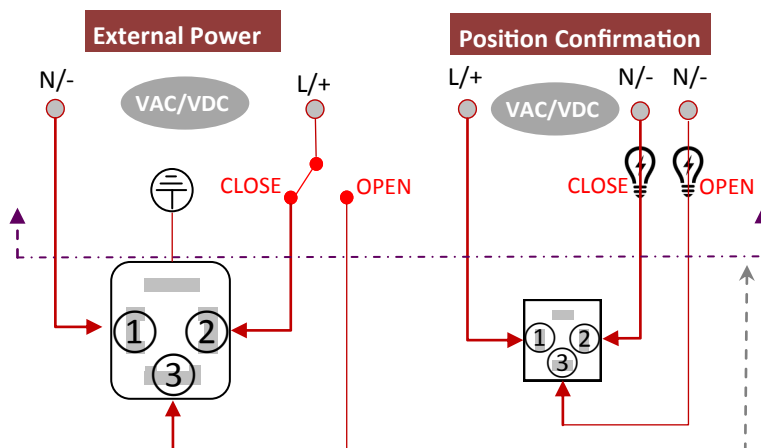 External Power
Position Confirmation
N/-
VAC/VDC
L/+
L/+
VAC/VDC
N/-
N/-
CLOSE
OPEN
CLOSE
OPEN
1
2
3
1
2
3